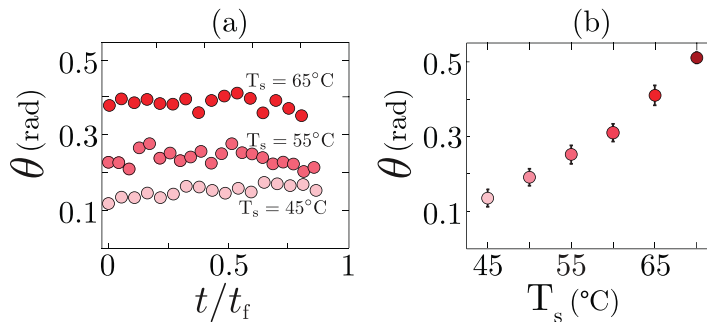 (a)
(b)
0.5
0.3
0.1
θ (rad)
T_s = 65°C
T_s = 55°C
T_s = 45°C
0
0.5
1
t/t_f
0.5
0.3
0.1
θ (rad)
45
55
65
T_s (°C)